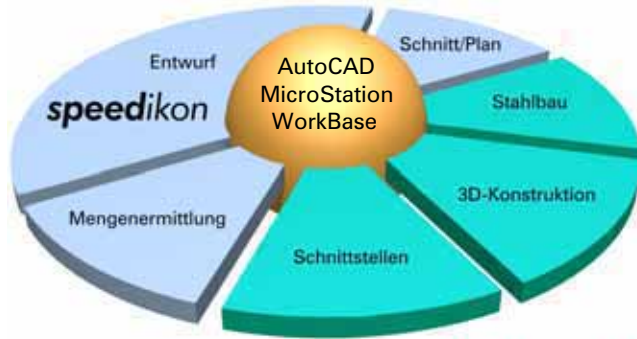 Entwurf
speedikon
AutoCAD
MicroStation
WorkBase
Schnitt/Plan
Stahlbau
3D-Konstruktion
Mengenermittlung
Schnittstellen